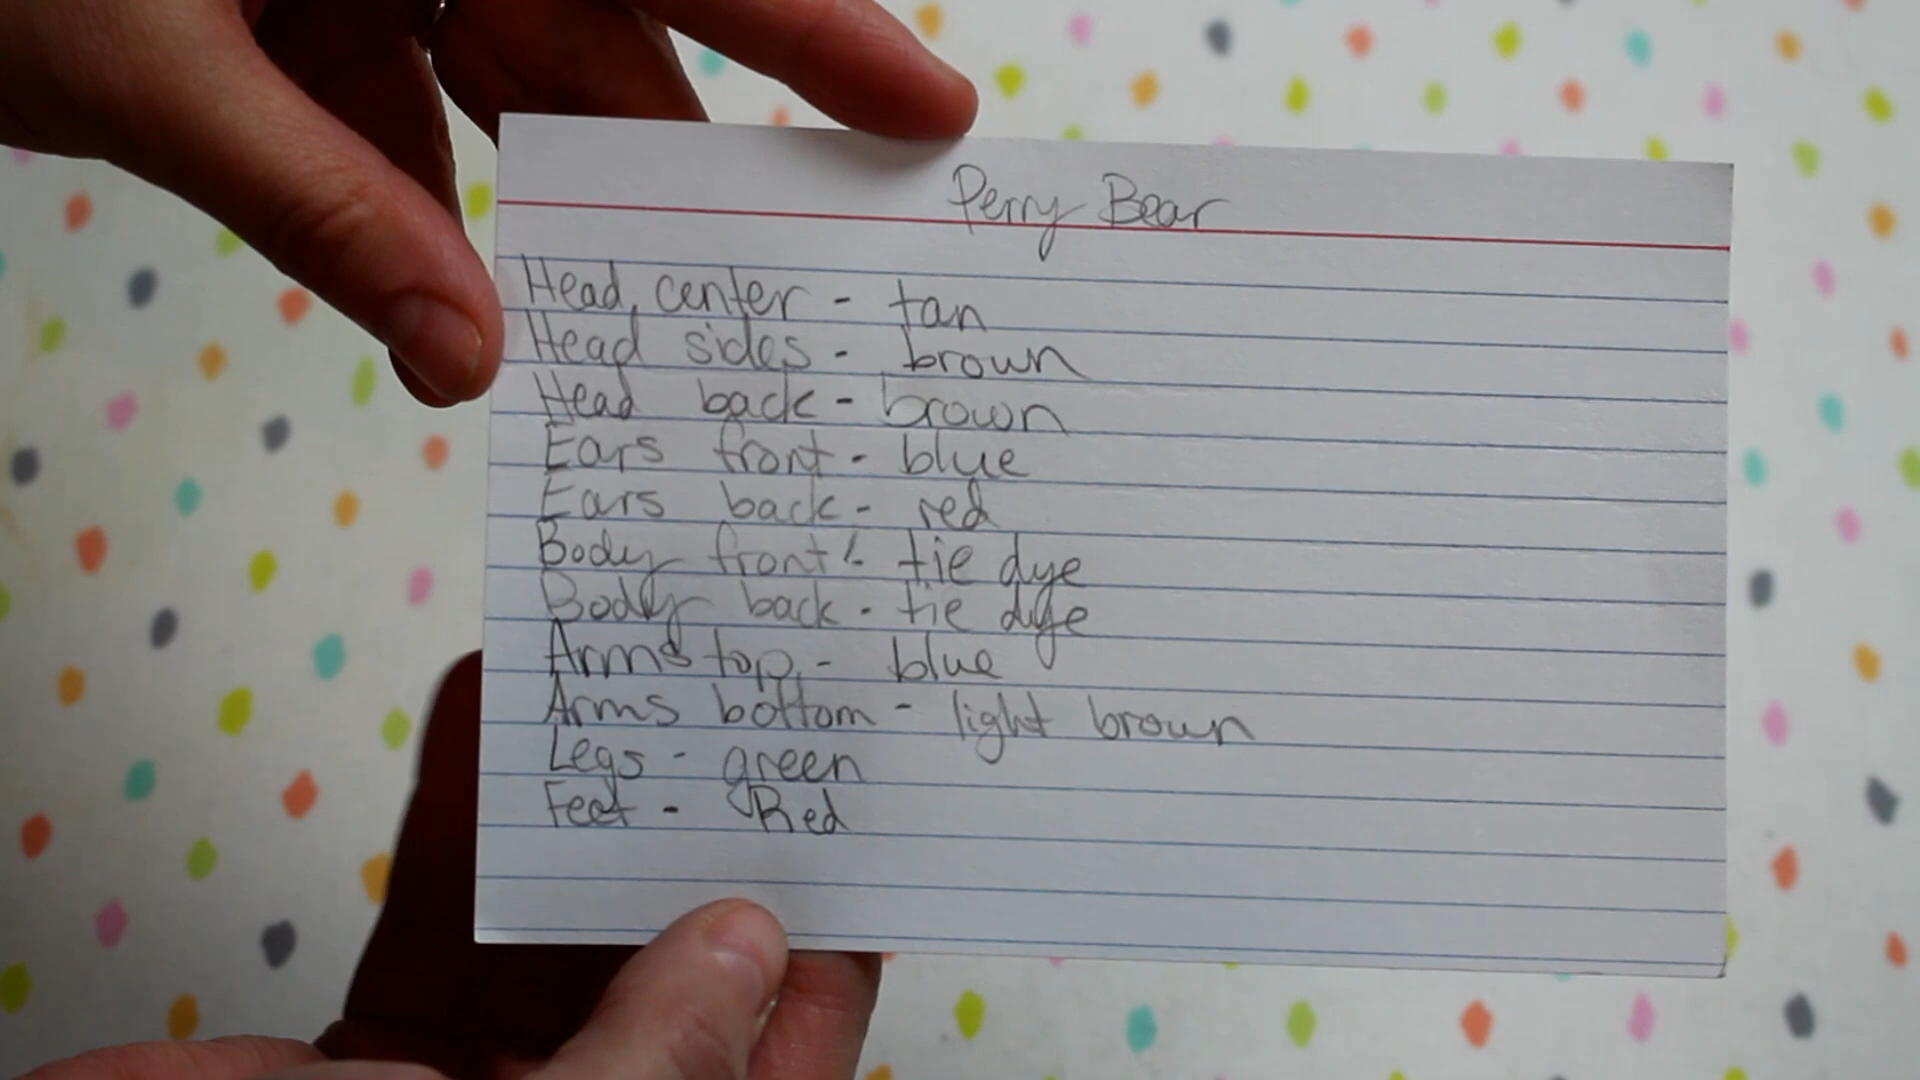 Perry Bear
Head center - tan
Head sides - brown
Head back - brown
Ears front - blue
Ears back - red
Body front - tie dye
Body back - tie dye
Arms top - blue
Arms bottom - light brown
Legs - green
Feet - Red